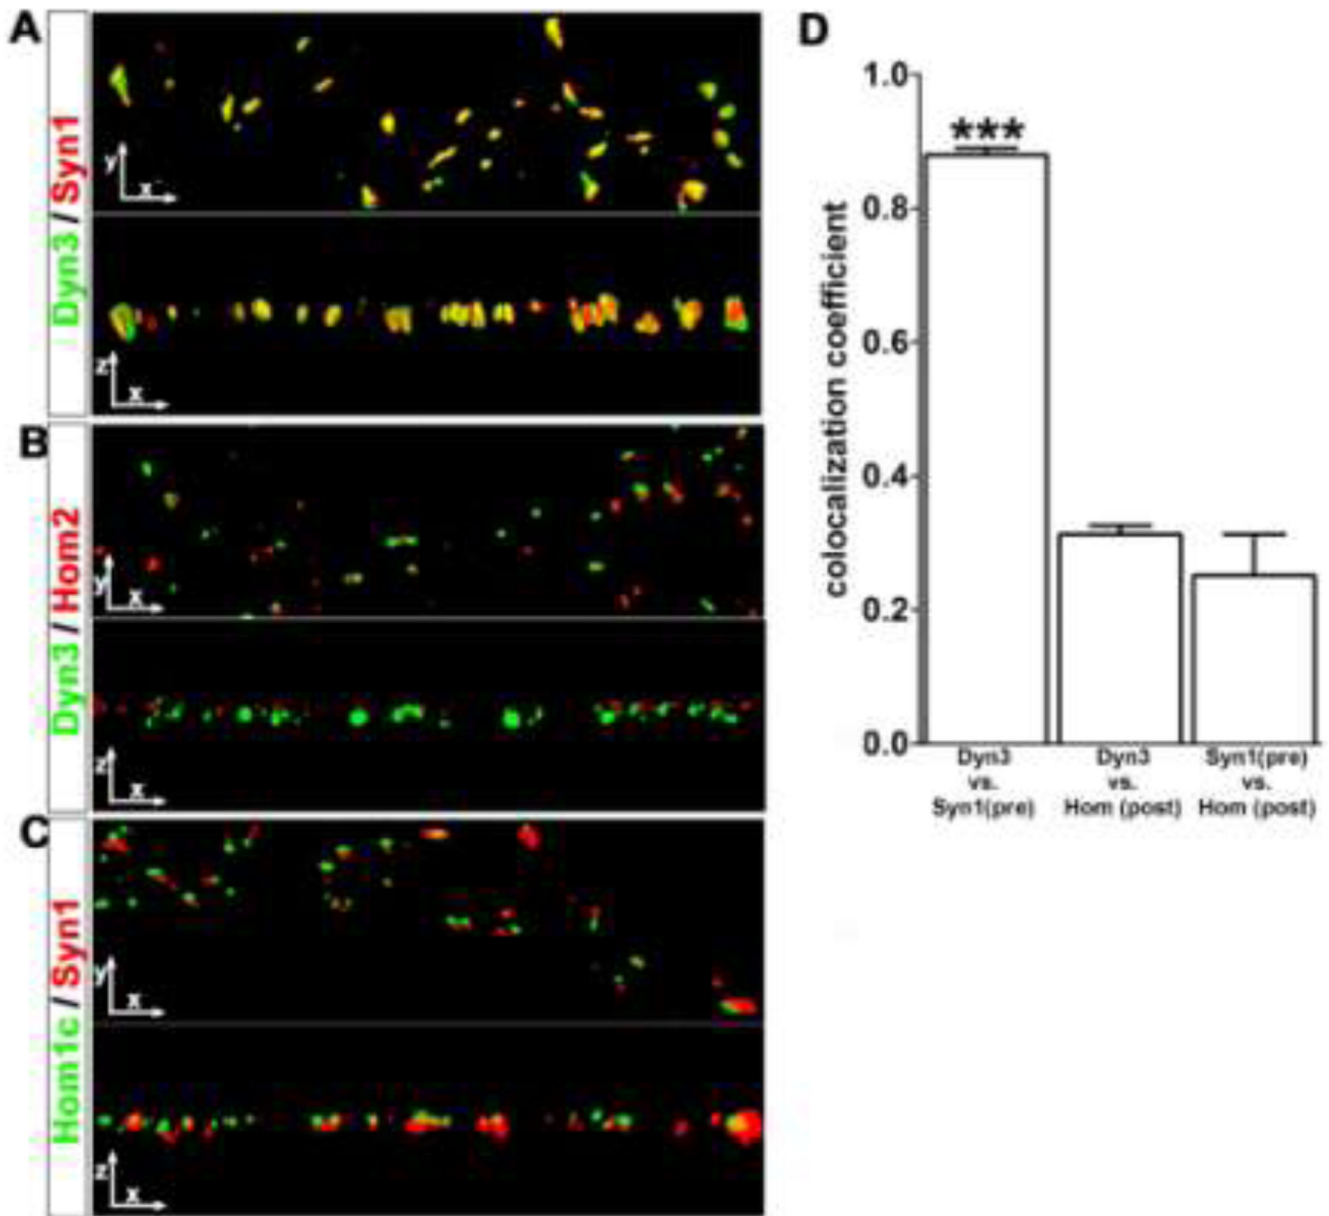 A
Dyn3 / Syn1
y
x
z
x
B
Dyn3 / Hom2
y
x
z
x
C
Hom1c / Syn1
y
x
z
x
D
colocalization coefficient
1.0
0.8
0.6
0.4
0.2
0.0
***
Dyn3
vs.
Syn1(pre)
Dyn3
vs.
Hom (post)
Syn1(pre)
vs.
Hom (post)